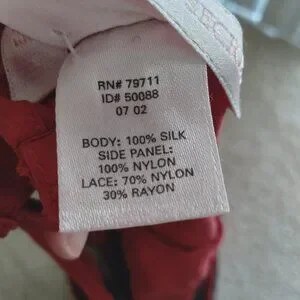 RN# 79711
ID# 50088
07 02
BODY: 100% SILK
SIDE PANEL:
100% NYLON
LACE: 70% NYLON
30% RAYON